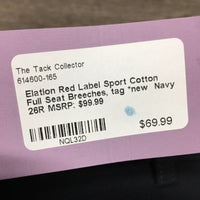 The Tack Collector
614600-165
Elation Red Label Sport Cotton
Full Seat Breeches, tag *new Navy
26R MSRP: $99.99
$69.99
NQL32D